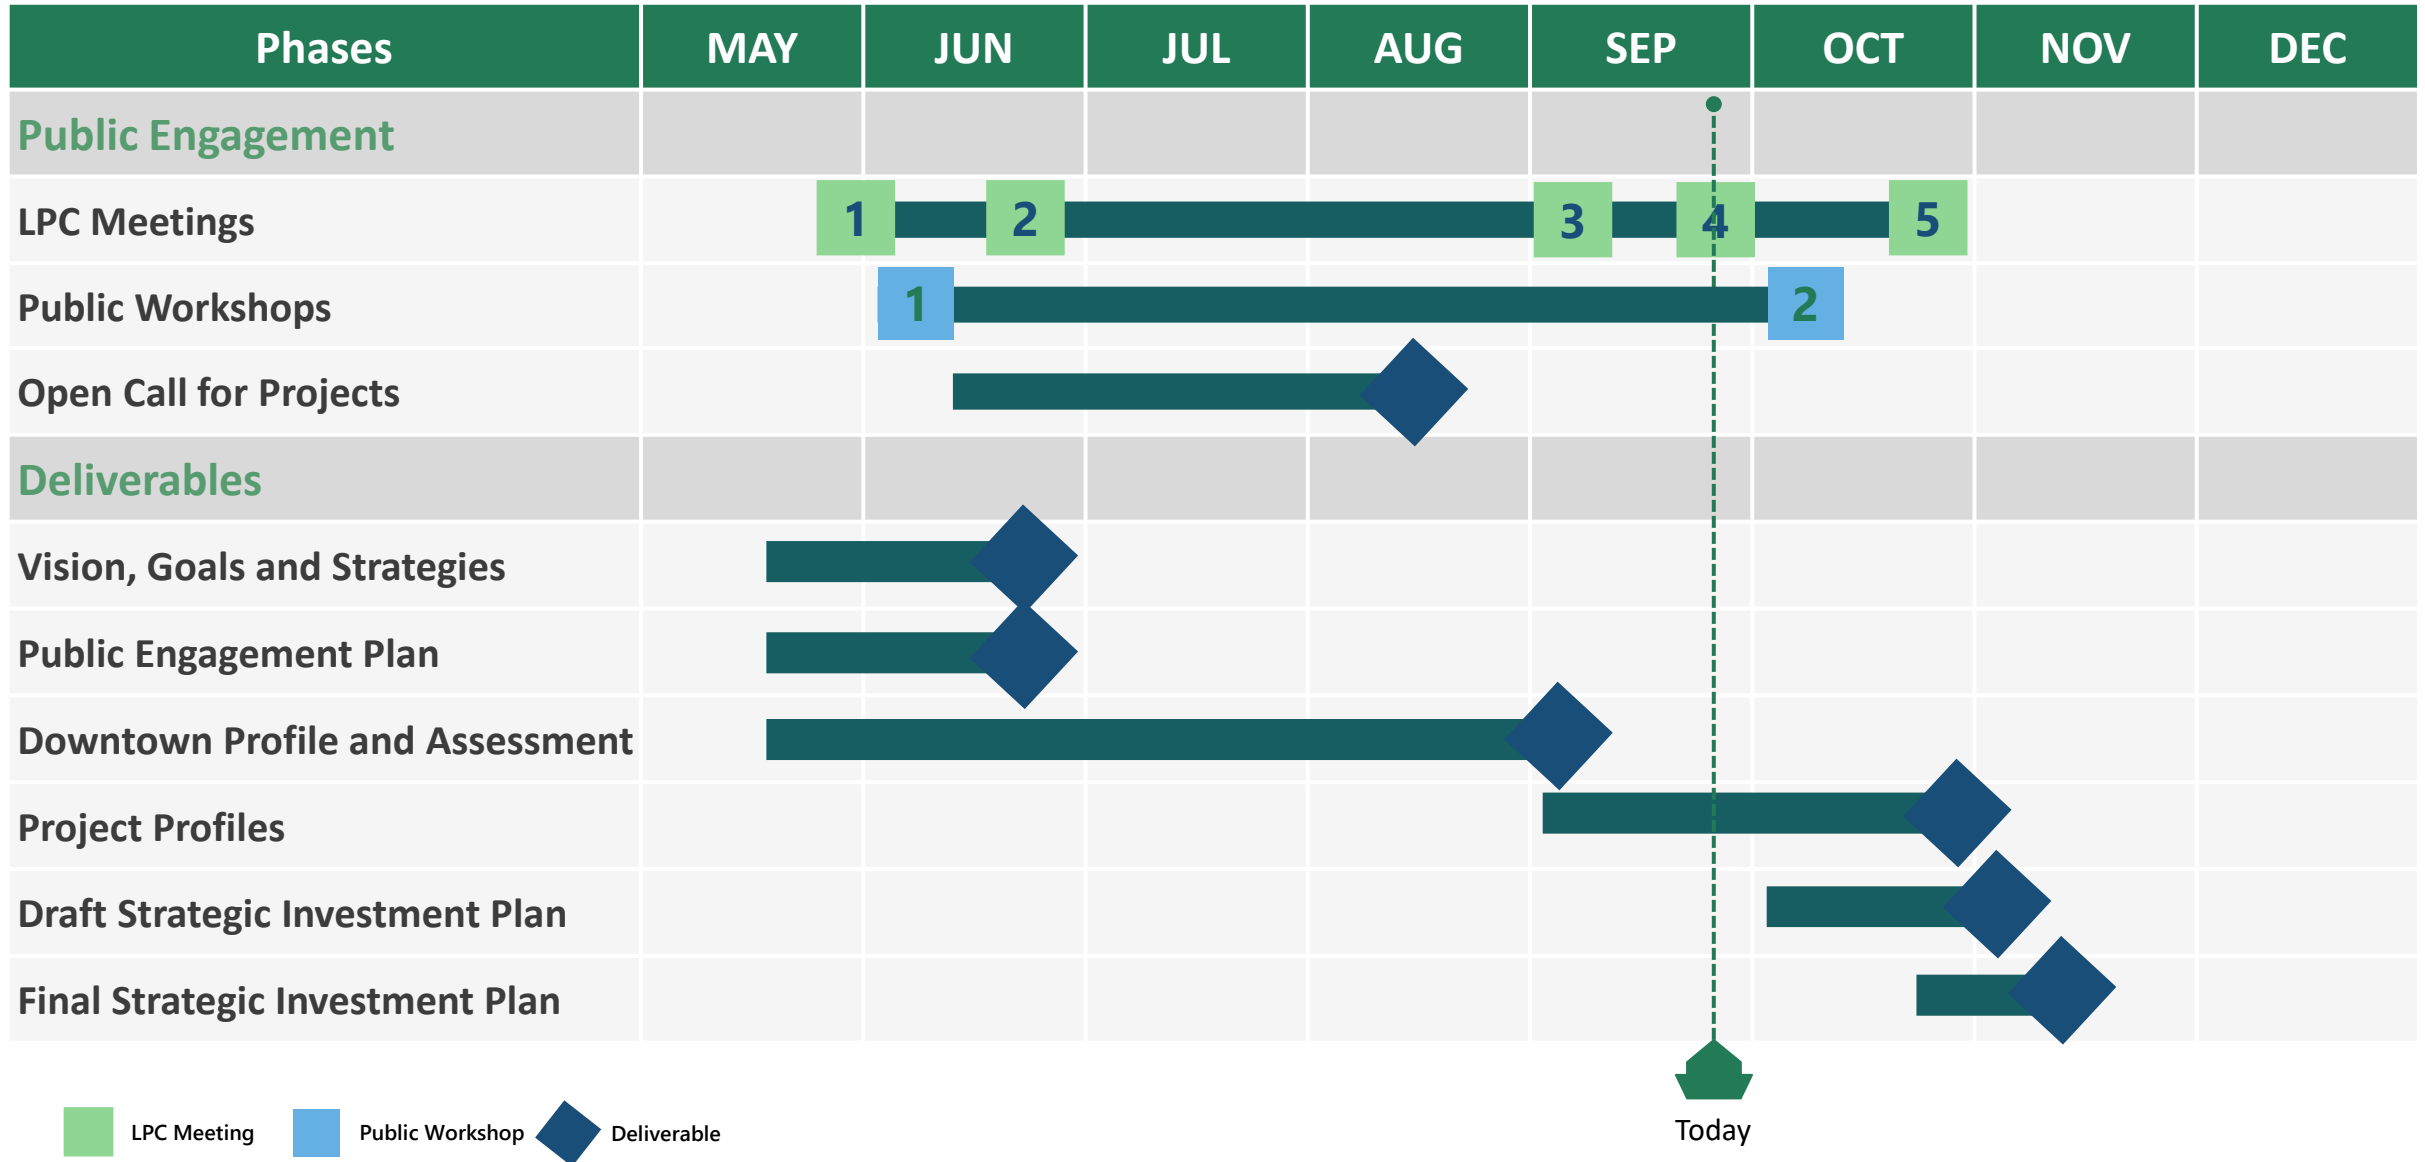 Phases MAY JUN JUL AUG SEP OCT NOV DEC
Public Engagement
LPC Meetings 1 2 3 4 5
Public Workshops 1 2
Open Call for Projects
Deliverables
Vision, Goals and Strategies
Public Engagement Plan
Downtown Profile and Assessment
Project Profiles
Draft Strategic Investment Plan
Final Strategic Investment Plan
Today
LPC Meeting Public Workshop Deliverable